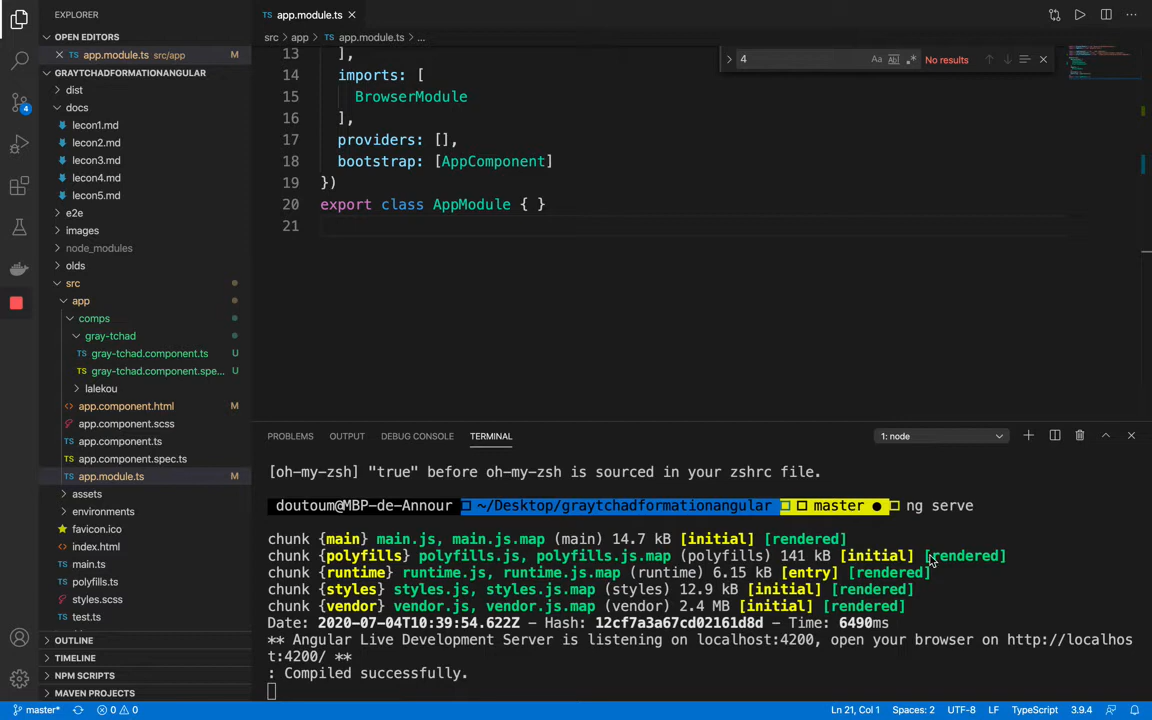 EXPLORER
OPEN EDITORS
TS app.module.ts src/app M
GRAYTCHADFORMATIONANGULAR
dist
docs
lecon1.md
lecon2.md
lecon3.md
lecon4.md
lecon5.md
e2e
images
node_modules
olds
src
app
comps
gray-tchad
TS gray-tchad.component.ts U
TS gray-tchad.component.spe... U
lalekou
app.component.html M
app.component.scss
TS app.component.ts
TS app.component.spec.ts
TS app.module.ts M
assets
environments
favicon.ico
index.html
TS main.ts
TS polyfills.ts
styles.scss
TS test.ts
OUTLINE
TIMELINE
NPM SCRIPTS
MAVEN PROJECTS
4
TS app.module.ts
src > app > TS app.module.ts > ...
4 Aa Abl .* No results
13 ],
14 imports: [
15 BrowserModule
16 ],
17 providers: [],
18 bootstrap: [AppComponent]
19 })
20 export class AppModule { }
21
PROBLEMS OUTPUT DEBUG CONSOLE TERMINAL 1: node
[oh-my-zsh] "true" before oh-my-zsh is sourced in your zshrc file.
doutoum@MBP-de-Annour ~/Desktop/graytchadformationangular master ● ng serve
chunk {main} main.js, main.js.map (main) 14.7 kB [initial] [rendered]
chunk {polyfills} polyfills.js, polyfills.js.map (polyfills) 141 kB [initial] [rendered]
chunk {runtime} runtime.js, runtime.js.map (runtime) 6.15 kB [entry] [rendered]
chunk {styles} styles.js, styles.js.map (styles) 12.9 kB [initial] [rendered]
chunk {vendor} vendor.js, vendor.js.map (vendor) 2.4 MB [initial] [rendered]
Date: 2020-07-04T10:39:54.622Z - Hash: 12cf7a3a67cd02161d8d - Time: 6490ms
** Angular Live Development Server is listening on localhost:4200, open your browser on http://localhos
t:4200/ **
: Compiled successfully.
master* 0 0 Ln 21, Col 1 Spaces: 2 UTF-8 LF TypeScript 3.9.4